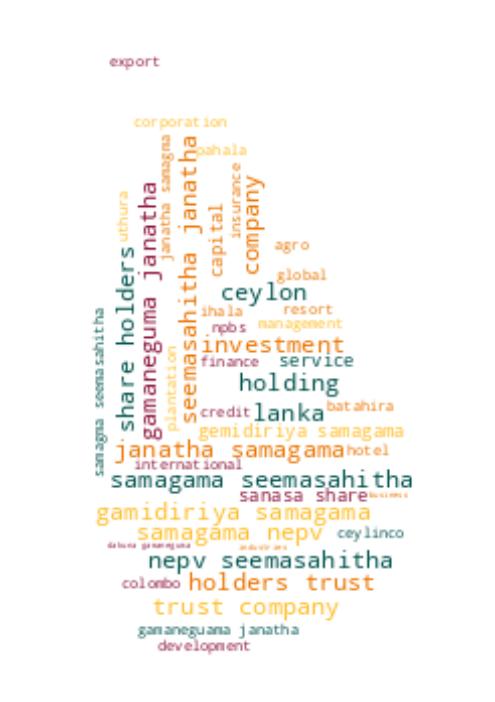 export
corporation
pahala
janatha samagma
seemasahitha janatha
insurance
company
gamaneguma janatha
uthura
capital
agro
share holders
global
ceylon
ihala
resort
samagma seemasahitha
npbs
management
investment
plantation
finance
service
holding
credit
lanka
batahira
gemidiriya samagama
janatha samagama
hotel
international
samagama seemasahitha
sanasa share
business
gamidiriya samagama
samagama nepv
ceylinco
nepv seemasahitha
colombo
holders trust
trust company
gamaneguama janatha
development